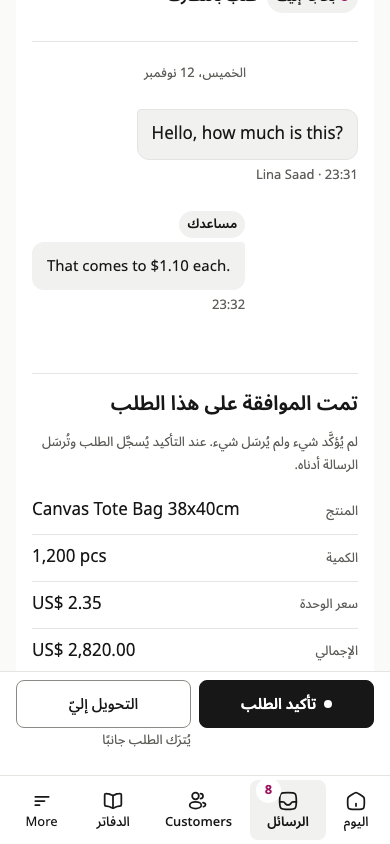 الخميس، 12 نوفمبر
Hello, how much is this?
Lina Saad · 23:31
مساعدك
That comes to $1.10 each.
23:32
تمت الموافقة على هذا الطلب
لم يُؤكَّد شيء ولم يُرسَل شيء. عند التأكيد يُسجَّل الطلب وتُرسَل
الرسالة أدناه.
المنتج Canvas Tote Bag 38x40cm
الكمية 1,200 pcs
سعر الوحدة US$ 2.35
الإجمالي US$ 2,820.00
تأكيد الطلب
التحويل إليّ
يُترَك الطلب جانبًا
اليوم
الرسائل 8
Customers
الدفاتر
More